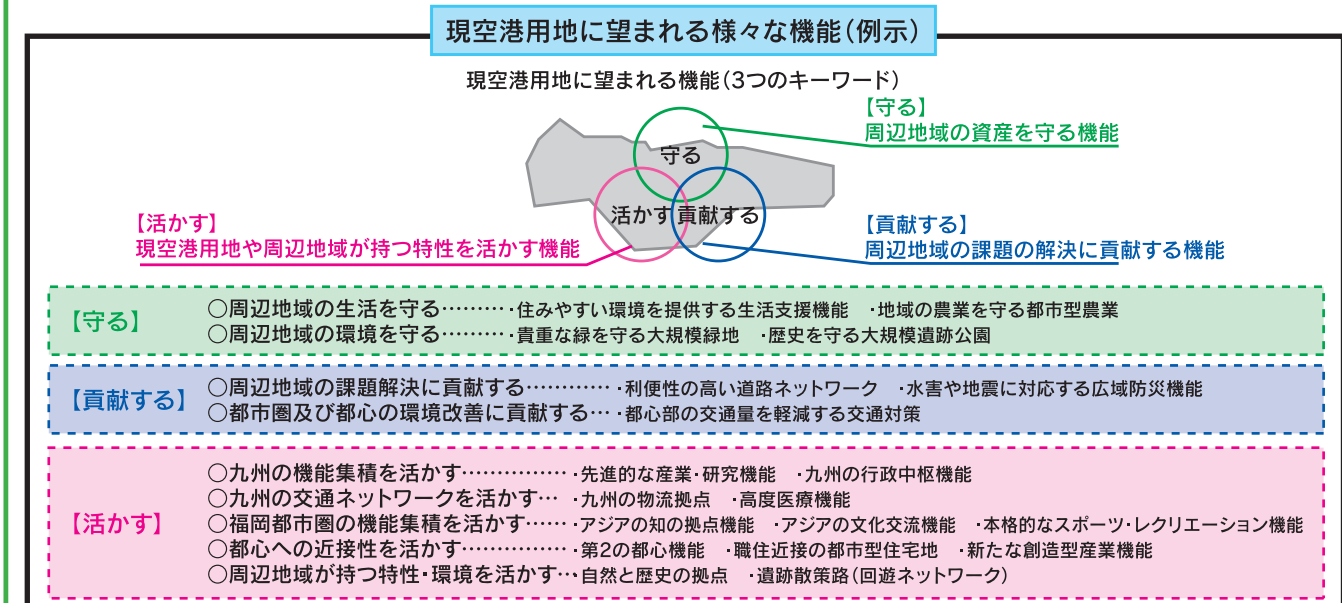 現空港用地に望まれる様々な機能(例示)
現空港用地に望まれる機能(3つのキーワード)
【守る】
周辺地域の資産を守る機能
守る
活かす
貢献する
【活かす】
現空港用地や周辺地域が持つ特性を活かす機能
【貢献する】
周辺地域の課題の解決に貢献する機能
【守る】
○周辺地域の生活を守る………・住みやすい環境を提供する生活支援機能 ・地域の農業を守る都市型農業
○周辺地域の環境を守る………・貴重な緑を守る大規模緑地 ・歴史を守る大規模遺跡公園
【貢献する】
○周辺地域の課題解決に貢献する…………・利便性の高い道路ネットワーク ・水害や地震に対応する広域防災機能
○都市圏及び都心の環境改善に貢献する…・都心部の交通量を軽減する交通対策
【活かす】
○九州の機能集積を活かす……………・先進的な産業・研究機能 ・九州の行政中枢機能
○九州の交通ネットワークを活かす…・九州の物流拠点 ・高度医療機能
○福岡都市圏の機能集積を活かす……・アジアの知の拠点機能 ・アジアの文化交流機能 ・本格的なスポーツ・レクリエーション機能
○都心への近接性を活かす……………・第2の都心機能 ・職住近接の都市型住宅地 ・新たな創造型産業機能
○周辺地域が持つ特性・環境を活かす…・自然と歴史の拠点 ・遺跡散策路(回遊ネットワーク)